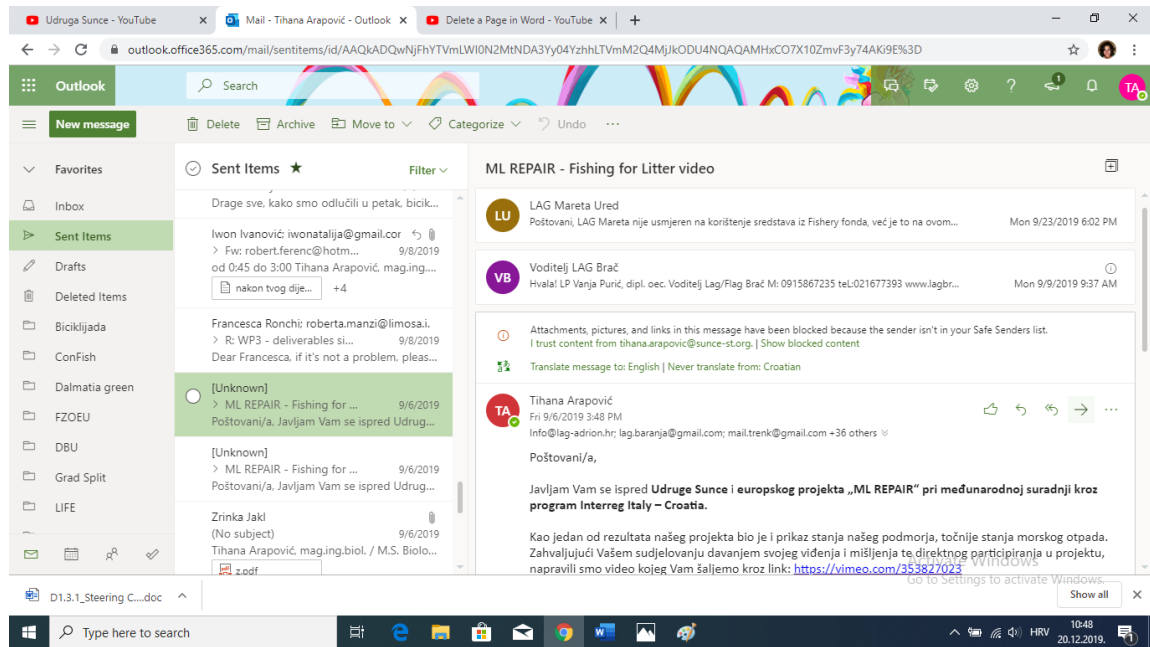 Udruga Sunce - YouTube
Mail - Tihana Arapović - Outlook
Delete a Page in Word - YouTube
outlook.office365.com/mail/sentitems/id/AAQkADQwNjFhYTVmLWI0N2MtNDA3Yy04YzhhLTVmM2Q4MjJkODU4NQAQAMHxCO7X10ZmvF3y74AKi9E%3D
Outlook
Search
1
TA
New message
Delete
Archive
Move to
Categorize
Undo
Favorites
Inbox
Sent Items
Drafts
Deleted Items
Biciklijada
ConFish
Dalmatia green
FZOEU
DBU
Grad Split
LIFE
Sent Items
Filter
Drage sve, kako smo odlučili u petak, bicik...
Iwon Ivanović; iwonatalija@gmail.cor
> Fw: robert.ferenc@hotm... 9/8/2019
od 0:45 do 3:00 Tihana Arapović, mag.ing....
nakon tvog dije... +4
Francesca Ronchi; roberta.manzi@limosa.i.
> R: WP3 - deliverables si... 9/8/2019
Dear Francesca, if it's not a problem, pleas...
[Unknown]
> ML REPAIR - Fishing for ... 9/6/2019
Poštovani/a, Javljam Vam se ispred Udrug...
[Unknown]
> ML REPAIR - Fishing for ... 9/6/2019
Poštovani/a, Javljam Vam se ispred Udrug...
Zrinka Jakl
(No subject) 9/6/2019
Tihana Arapović, mag.ing.biol. / M.S. Biolo...
z.pdf
ML REPAIR - Fishing for Litter video
LU
LAG Mareta Ured
Poštovani, LAG Mareta nije usmjeren na korištenje sredstava iz Fishery fonda, već je to na ovom... Mon 9/23/2019 6:02 PM
VB
Voditelj LAG Brač
Hvala! LP Vanja Purić, dipl. oec. Voditelj Lag/Flag Brač M: 0915867235 teL:021677393 www.lagbr... Mon 9/9/2019 9:37 AM
Attachments, pictures, and links in this message have been blocked because the sender isn't in your Safe Senders list.
I trust content from tihana.arapovic@sunce-st.org. | Show blocked content
Translate message to: English | Never translate from: Croatian
TA
Tihana Arapović
Fri 9/6/2019 3:48 PM
Info@lag-adrion.hr; lag.baranja@gmail.com; mail.trenk@gmail.com +36 others
Poštovani/a,
Javljam Vam se ispred Udruge Sunce i europskog projekta „ML REPAIR“ pri međunarodnoj suradnji kroz
program Interreg Italy – Croatia.
Kao jedan od rezultata našeg projekta bio je i prikaz stanja našeg podmorja, točnije stanja morskog otpada.
Zahvaljujući Vašem sudjelovanju davanjem svojeg viđenja i mišljenja te direktnog participiranja u projektu,
napravili smo video kojeg Vam šaljemo kroz link: https://vimeo.com/353827023
Activate Windows
Go to Settings to activate Windows.
D1.3.1_Steering C....doc
Show all
Type here to search
HRV
10:48
20.12.2019.
1